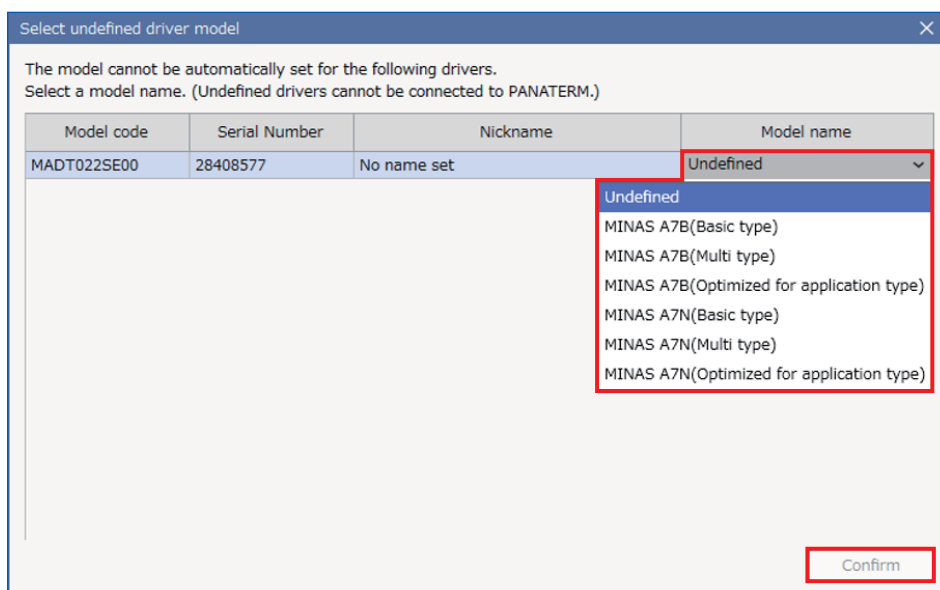 Select undefined driver model
The model cannot be automatically set for the following drivers.
Select a model name. (Undefined drivers cannot be connected to PANATERM.)
Model code Serial Number Nickname Model name
MADT022SE00 28408577 No name set Undefined
Undefined
MINAS A7B(Basic type)
MINAS A7B(Multi type)
MINAS A7B(Optimized for application type)
MINAS A7N(Basic type)
MINAS A7N(Multi type)
MINAS A7N(Optimized for application type)
Confirm